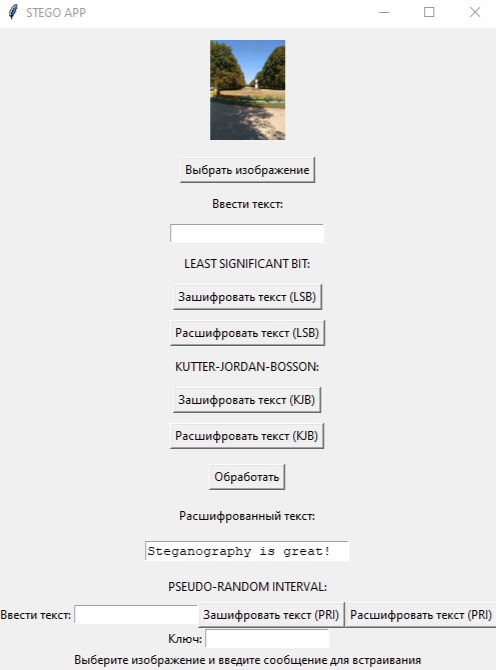 STEGO APP
Выбрать изображение
Ввести текст:
LEAST SIGNIFICANT BIT:
Зашифровать текст (LSB)
Расшифровать текст (LSB)
KUTTER-JORDAN-BOSSON:
Зашифровать текст (KJB)
Расшифровать текст (KJB)
Обработать
Расшифрованный текст:
Steganography is great!
PSEUDO-RANDOM INTERVAL:
Ввести текст: Зашифровать текст (PRI) Расшифровать текст (PRI)
Ключ:
Выберите изображение и введите сообщение для встраивания